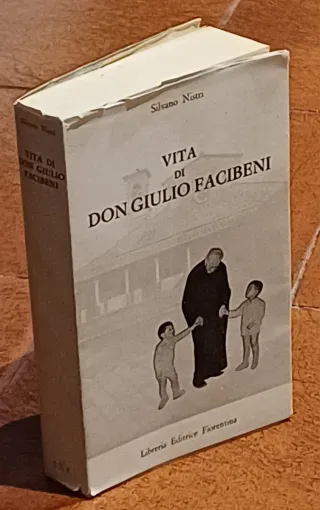 Silvano Nistri
VITA
DI
DON GIULIO FACIBENI
Libreria Editrice Fiorentina
Silvano Nistri
VITA DI
DON GIULIO
FACIBENI